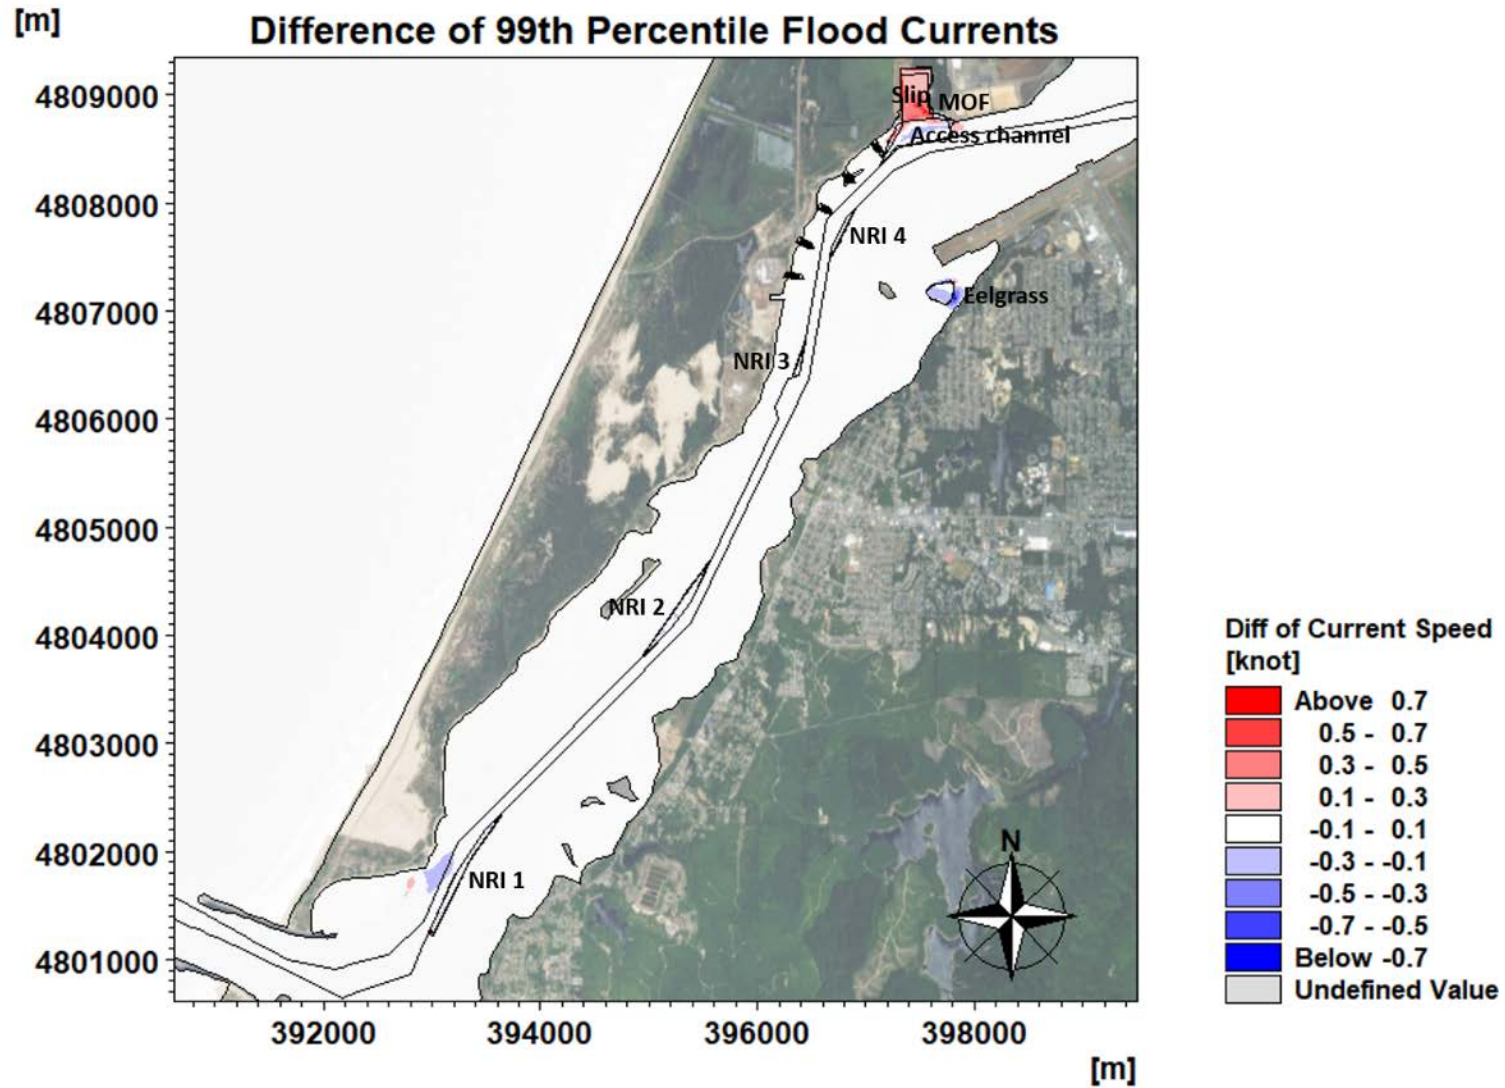 [m]
Difference of 99th Percentile Flood Currents
4809000
4808000
4807000
4806000
4805000
4804000
4803000
4802000
4801000
Slip
MOF
Access channel
NRI 4
Eelgrass
NRI 3
NRI 2
NRI 1
N
392000
394000
396000
398000
[m]
Diff of Current Speed
[knot]
Above 0.7
0.5 - 0.7
0.3 - 0.5
0.1 - 0.3
-0.1 - 0.1
-0.3 - -0.1
-0.5 - -0.3
-0.7 - -0.5
Below -0.7
Undefined Value